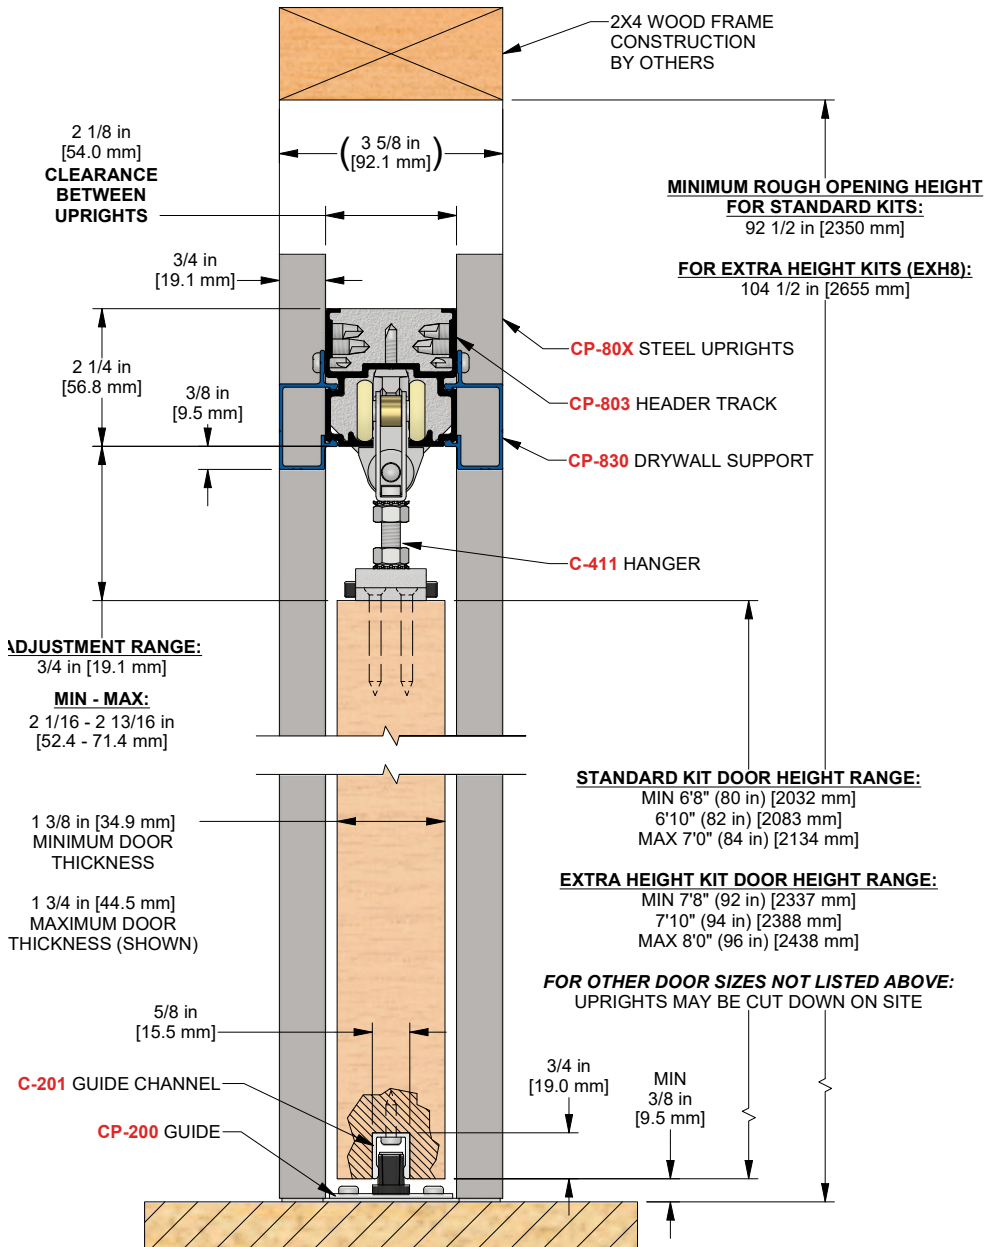 2X4 WOOD FRAME
CONSTRUCTION
BY OTHERS
2 1/8 in
[54.0 mm]
CLEARANCE
BETWEEN
UPRIGHTS
(3 5/8 in
[92.1 mm])
MINIMUM ROUGH OPENING HEIGHT
FOR STANDARD KITS:
92 1/2 in [2350 mm]
FOR EXTRA HEIGHT KITS (EXH8):
104 1/2 in [2655 mm]
3/4 in
[19.1 mm]
CP-80X STEEL UPRIGHTS
2 1/4 in
[56.8 mm]
3/8 in
[9.5 mm]
CP-803 HEADER TRACK
CP-830 DRYWALL SUPPORT
C-411 HANGER
ADJUSTMENT RANGE:
3/4 in [19.1 mm]
MIN - MAX:
2 1/16 - 2 13/16 in
[52.4 - 71.4 mm]
STANDARD KIT DOOR HEIGHT RANGE:
MIN 6'8" (80 in) [2032 mm]
6'10" (82 in) [2083 mm]
MAX 7'0" (84 in) [2134 mm]
1 3/8 in [34.9 mm]
MINIMUM DOOR
THICKNESS
EXTRA HEIGHT KIT DOOR HEIGHT RANGE:
MIN 7'8" (92 in) [2337 mm]
7'10" (94 in) [2388 mm]
MAX 8'0" (96 in) [2438 mm]
1 3/4 in [44.5 mm]
MAXIMUM DOOR
THICKNESS (SHOWN)
FOR OTHER DOOR SIZES NOT LISTED ABOVE:
UPRIGHTS MAY BE CUT DOWN ON SITE
5/8 in
[15.5 mm]
3/4 in
[19.0 mm]
MIN
3/8 in
[9.5 mm]
C-201 GUIDE CHANNEL
CP-200 GUIDE